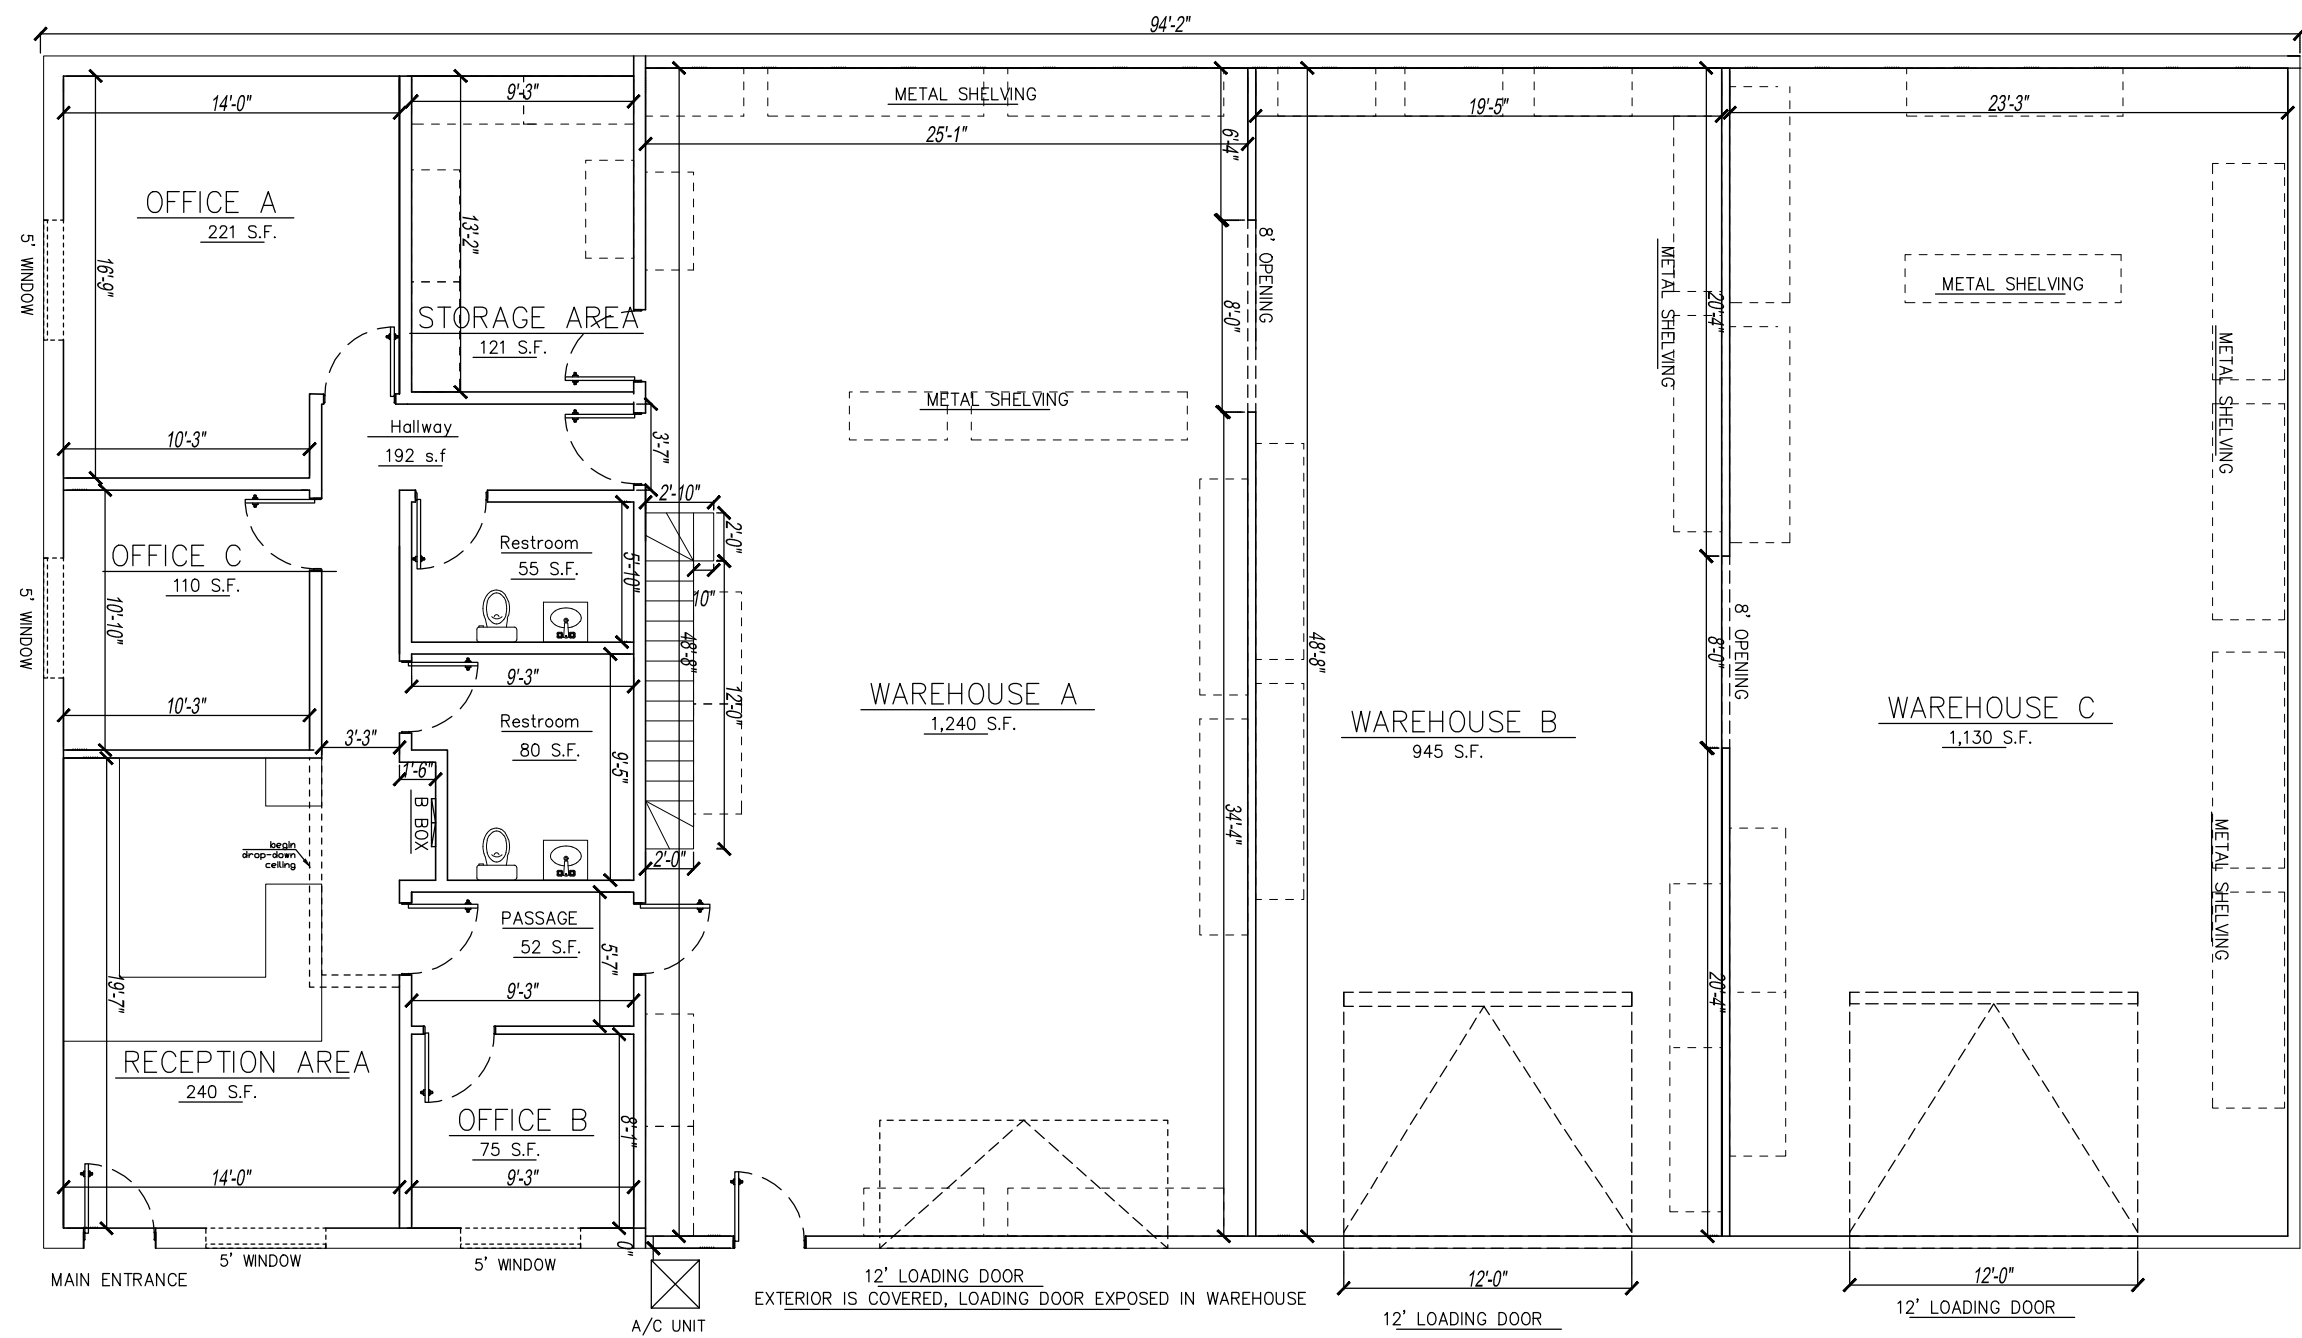 94'-2"
14'-0"
9'-3"
METAL SHELVING
25'-1"
19'-5"
23'-3"
6'-4"
OFFICE A
221 S.F.
5' WINDOW
16'-9"
13'-2"
STORAGE AREA
121 S.F.
8' OPENING
8'-0"
METAL SHELVING
20'-4"
METAL SHELVING
METAL SHELVING
METAL SHELVING
10'-3"
Hallway
192 s.f
3'-7"
2'-10"
2'-0"
Restroom
55 S.F.
5'-10"
10"
OFFICE C
110 S.F.
5' WINDOW
10'-10"
10'-3"
3'-3"
9'-3"
48'-8"
12'-0"
48'-8"
8'-0"
8' OPENING
WAREHOUSE A
1,240 S.F.
WAREHOUSE B
945 S.F.
WAREHOUSE C
1,130 S.F.
Restroom
80 S.F.
9'-5"
1'-6"
B BOX
34'-4"
2'-0"
begin
drop-down
ceiling
METAL SHELVING
PASSAGE
52 S.F.
5'-7"
9'-3"
19'-7"
20'-4"
RECEPTION AREA
240 S.F.
OFFICE B
75 S.F.
8'-1"
14'-0"
9'-3"
0"
5' WINDOW
5' WINDOW
MAIN ENTRANCE
12' LOADING DOOR
EXTERIOR IS COVERED, LOADING DOOR EXPOSED IN WAREHOUSE
12'-0"
12'-0"
12' LOADING DOOR
12' LOADING DOOR
A/C UNIT